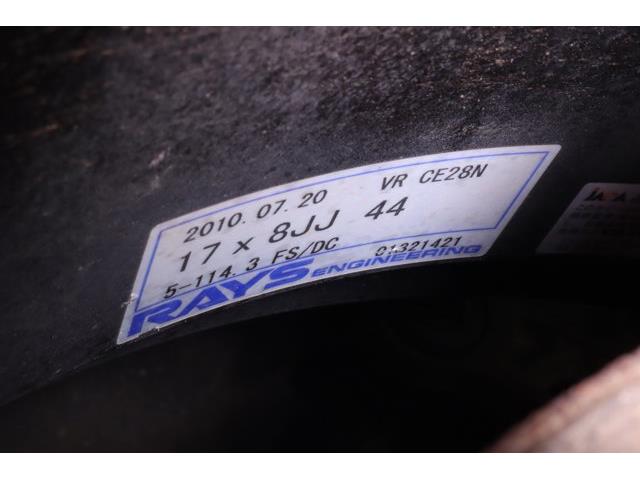 2010.07.20 VR CE28N
17 × 8JJ 44
5-114.3 FS/DC 01321421
RAYS ENGINEERING